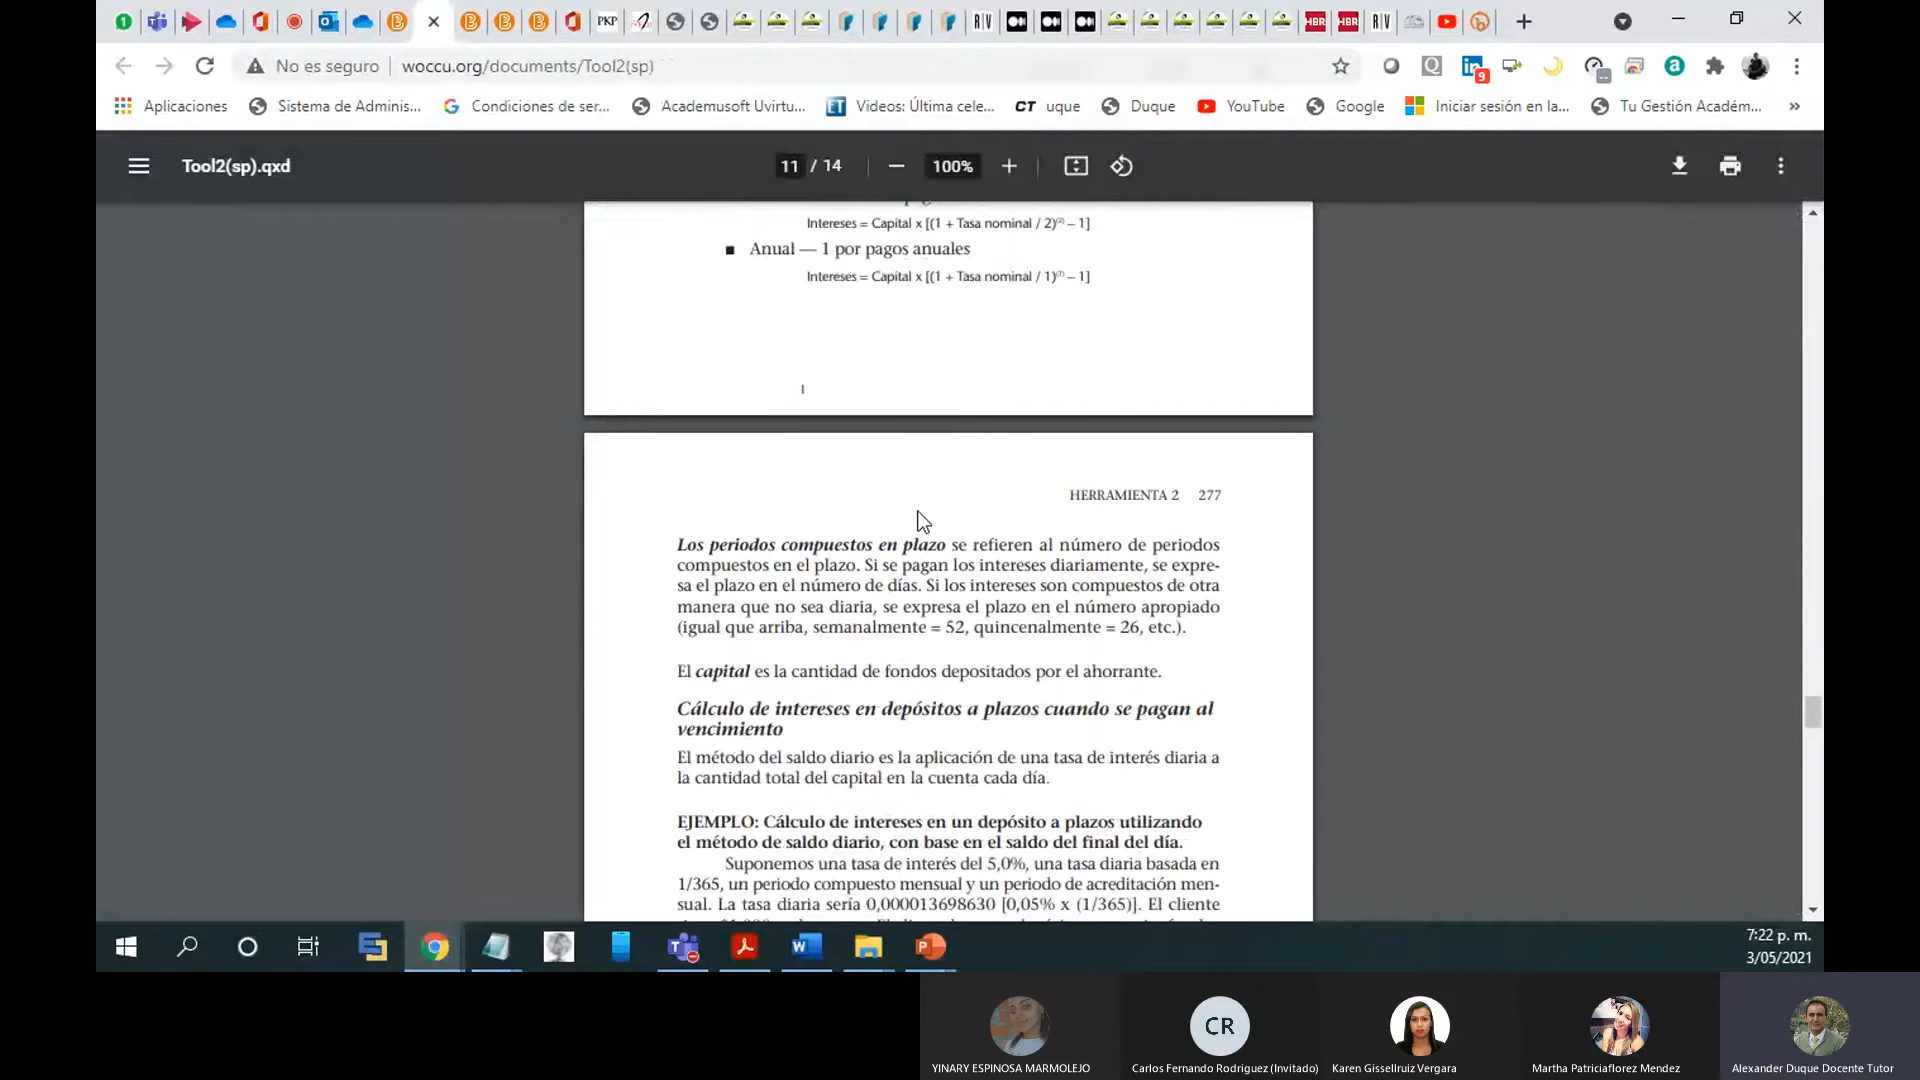 PKP
R|V
HBR
HBR
R|V
No es seguro
woccu.org/documents/Tool2(sp)
9
Aplicaciones
Sistema de Adminis...
Condiciones de ser...
Academusoft Uvirtu...
ET
Videos: Última cele...
CT
uque
Duque
YouTube
Google
Iniciar sesión en la...
Tu Gestión Académ...
»
Tool2(sp).qxd
11 / 14
100%
Intereses = Capital x [(1 + Tasa nominal / 2)⁽²⁾ – 1]
■ Anual — 1 por pagos anuales
Intereses = Capital x [(1 + Tasa nominal / 1)⁽¹⁾ – 1]
HERRAMIENTA 2 277
Los periodos compuestos en plazo se refieren al número de periodos
compuestos en el plazo. Si se pagan los intereses diariamente, se expre-
sa el plazo en el número de días. Si los intereses son compuestos de otra
manera que no sea diaria, se expresa el plazo en el número apropiado
(igual que arriba, semanalmente = 52, quincenalmente = 26, etc.).
El capital es la cantidad de fondos depositados por el ahorrante.
Cálculo de intereses en depósitos a plazos cuando se pagan al
vencimiento
El método del saldo diario es la aplicación de una tasa de interés diaria a
la cantidad total del capital en la cuenta cada día.
EJEMPLO: Cálculo de intereses en un depósito a plazos utilizando
el método de saldo diario, con base en el saldo del final del día.
Suponemos una tasa de interés del 5,0%, una tasa diaria basada en
1/365, un periodo compuesto mensual y un periodo de acreditación men-
sual. La tasa diaria sería 0,000013698630 [0,05% x (1/365)]. El cliente
7:22 p. m.
3/05/2021
CR
YINARY ESPINOSA MARMOLEJO
Carlos Fernando Rodriguez (Invitado)
Karen Gissellruiz Vergara
Martha Patriciaflorez Mendez
Alexander Duque Docente Tutor